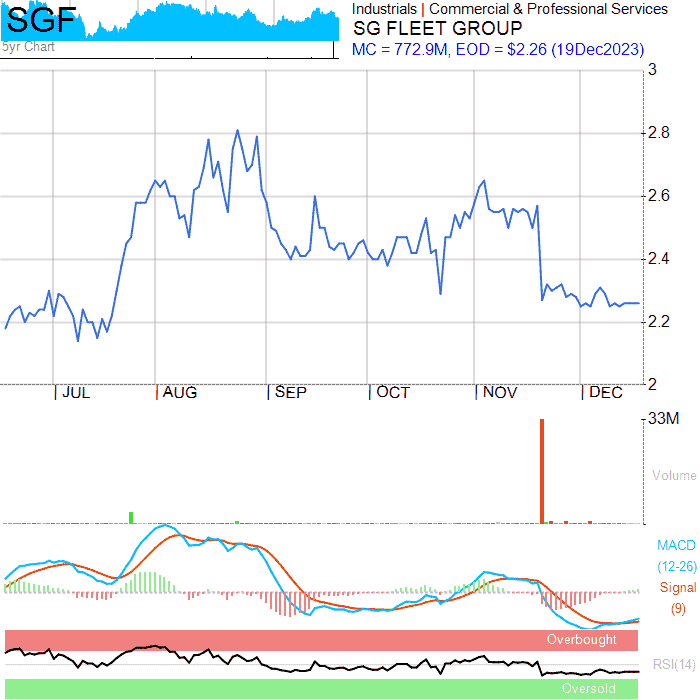 SGF
5yr Chart
Industrials | Commercial & Professional Services
SG FLEET GROUP
MC = 772.9M, EOD = $2.26 (19Dec2023)
3
2.8
2.6
2.4
2.2
2
JUL AUG SEP OCT NOV DEC
33M
Volume
MACD
(12-26)
Signal
(9)
Overbought
RSI(14)
Oversold